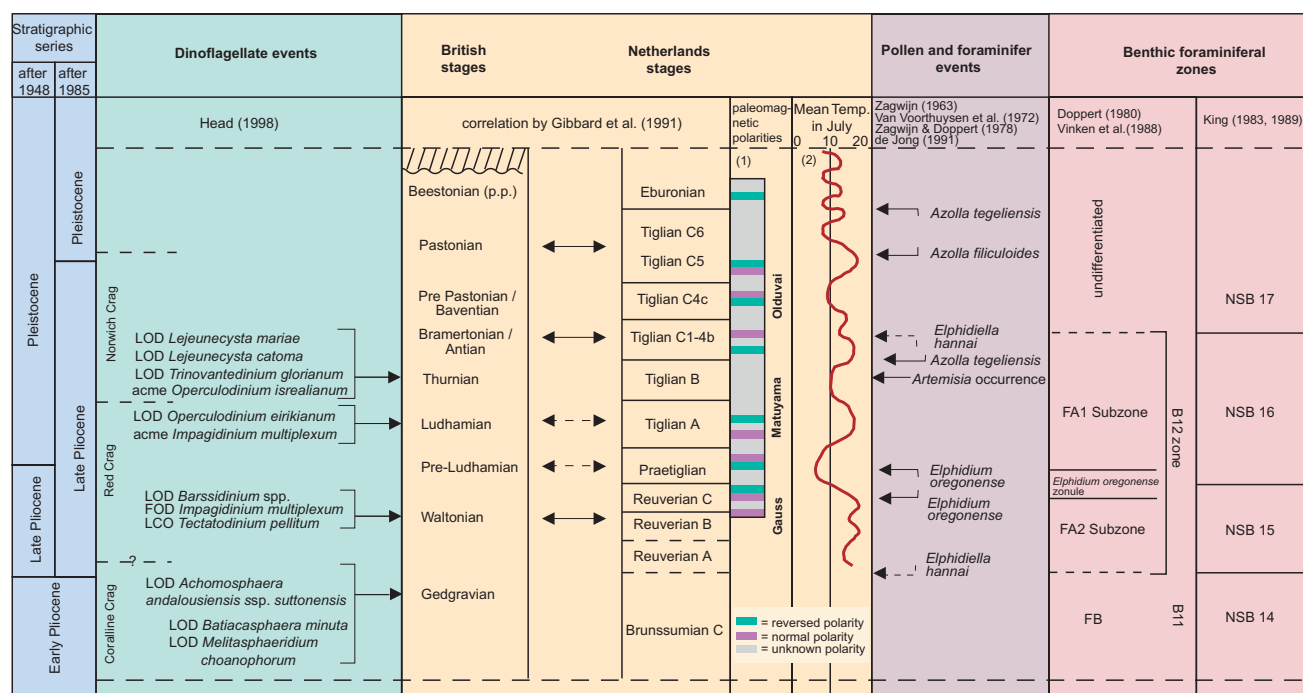 Stratigraphic
series
after
1948
after
1985
Dinoflagellate events
British
stages
Netherlands
stages
Pollen and foraminifer
events
Benthic foraminiferal
zones
Head (1998)
correlation by Gibbard et al. (1991)
paleomag-
netic
polarities
(1)
Mean Temp.
in July
0 10 20
(2)
Zagwijn (1963)
Van Voorthuysen et al. (1972)
Zagwijn & Doppert (1978)
de Jong (1991)
Doppert (1980)
Vinken et al.(1988)
King (1983, 1989)
Pleistocene
Late Pliocene
Early Pliocene
Pleistocene
Late Pliocene
Norwich Crag
Red Crag
?
Coralline Crag
LOD Lejeunecysta mariae
LOD Lejeunecysta catoma
LOD Trinovantedinium glorianum
acme Operculodinium isrealianum
LOD Operculodinium eirikianum
acme Impagidinium multiplexum
LOD Barssidinium spp.
FOD Impagidinium multiplexum
LCO Tectatodinium pellitum
LOD Achomosphaera
andalousiensis ssp. suttonensis
LOD Batiacasphaera minuta
LOD Melitasphaeridium
choanophorum
Beestonian (p.p.)
Pastonian
Pre Pastonian /
Baventian
Bramertonian /
Antian
Thurnian
Ludhamian
Pre-Ludhamian
Waltonian
Gedgravian
Eburonian
Tiglian C6
Tiglian C5
Tiglian C4c
Tiglian C1-4b
Tiglian B
Tiglian A
Praetiglian
Reuverian C
Reuverian B
Reuverian A
Brunssumian C
Olduvai
Matuyama
Gauss
= reversed polarity
= normal polarity
= unknown polarity
Azolla tegeliensis
Azolla filiculoides
Elphidiella
hannai
Azolla tegeliensis
Artemisia occurrence
Elphidium
oregonense
Elphidium
oregonense
Elphidiella
hannai
undifferentiated
FA1 Subzone
Elphidium oregonense
zonule
FA2 Subzone
FB
B12 zone
B11
NSB 17
NSB 16
NSB 15
NSB 14